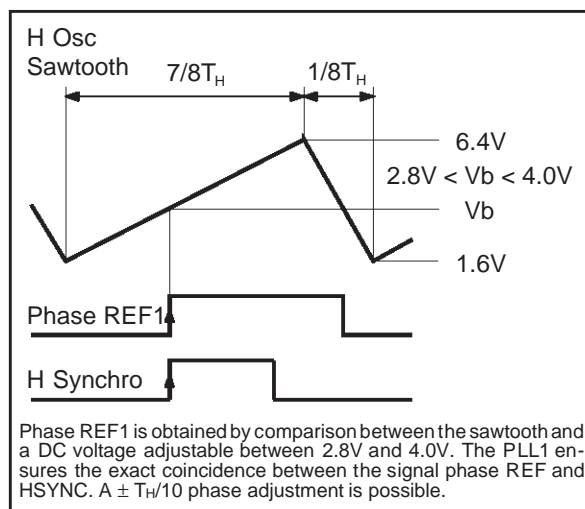 H Osc
Sawtooth
7/8T_H
1/8T_H
6.4V
2.8V < Vb < 4.0V
Vb
1.6V
Phase REF1
H Synchro
Phase REF1 is obtained by comparison between the sawtooth and
a DC voltage adjustable between 2.8V and 4.0V. The PLL1 en-
sures the exact coincidence between the signal phase REF and
HSYNC. A ± T_H/10 phase adjustment is possible.